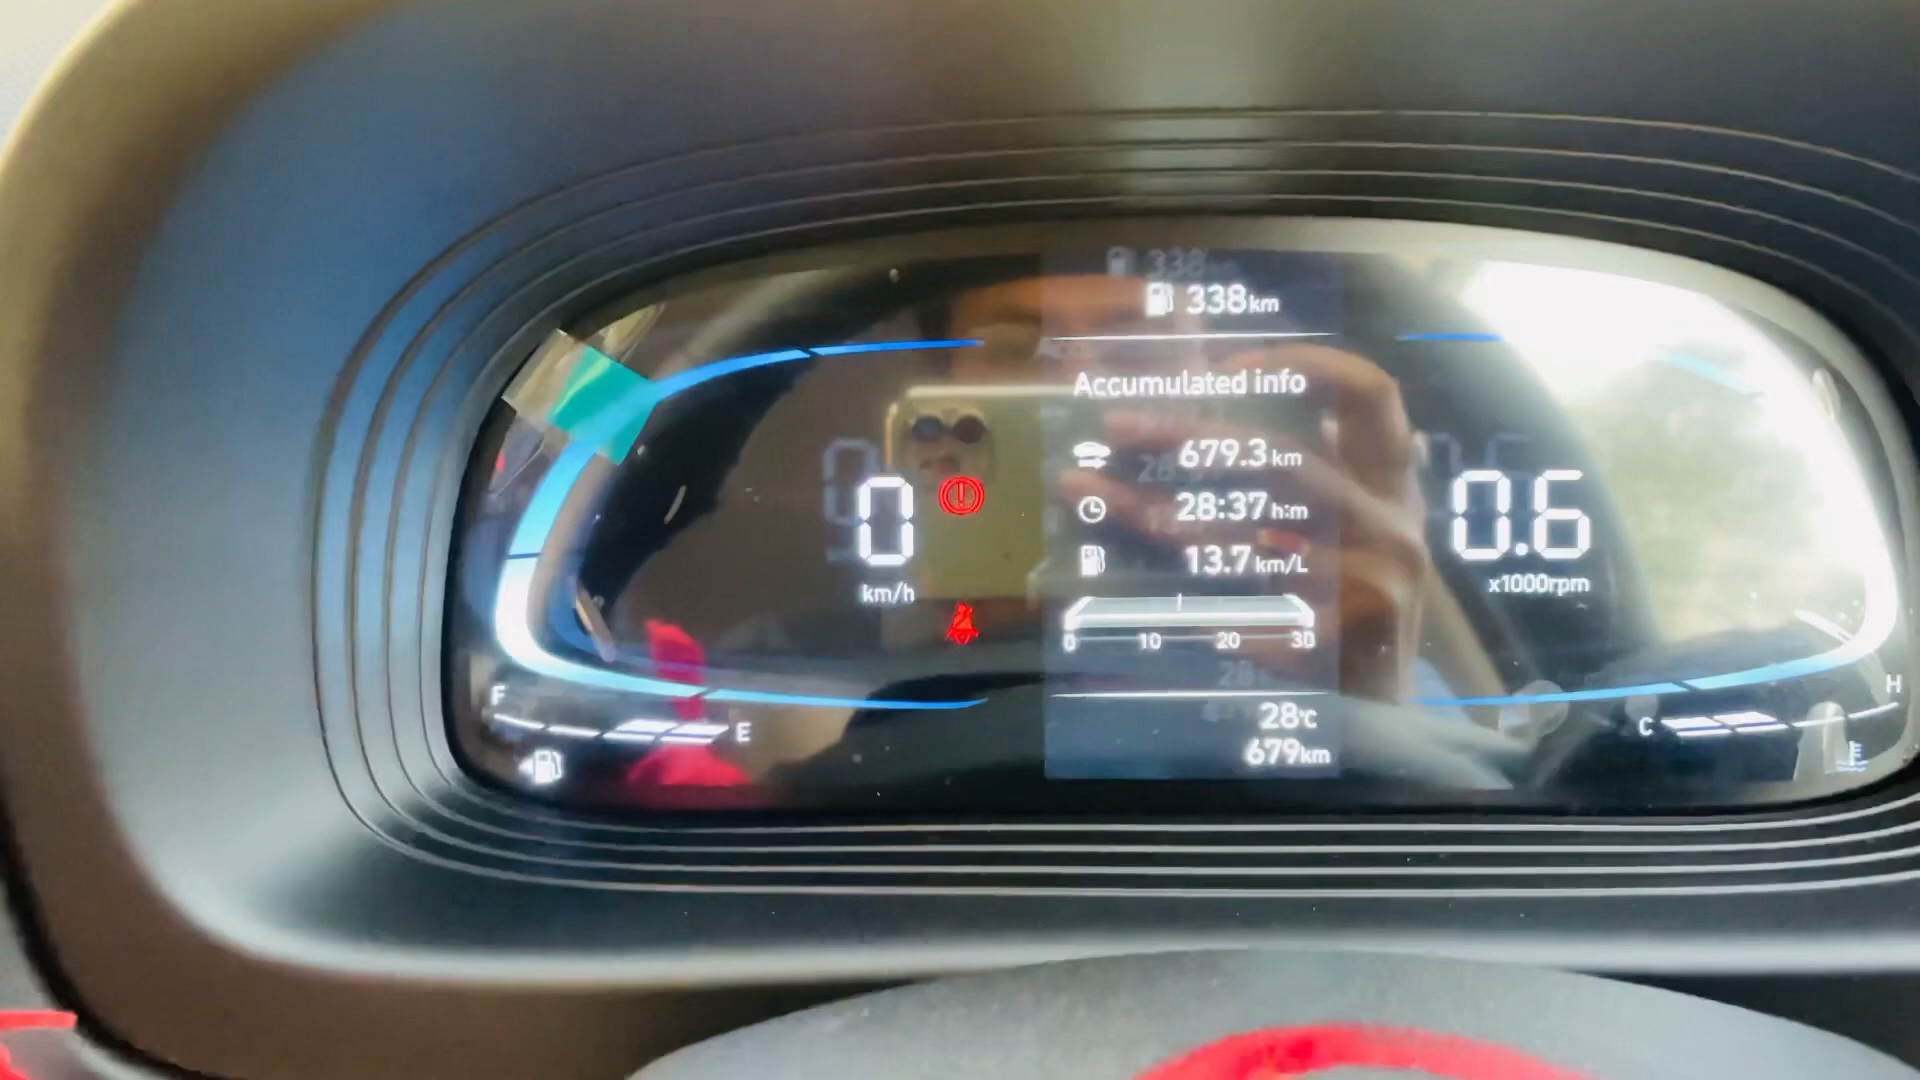 338km
Accumulated info
679.3 km
28:37 h:m
13.7 km/L
0 10 20 30
0
km/h
0.6
x1000rpm
F E
C H
28°C
679km